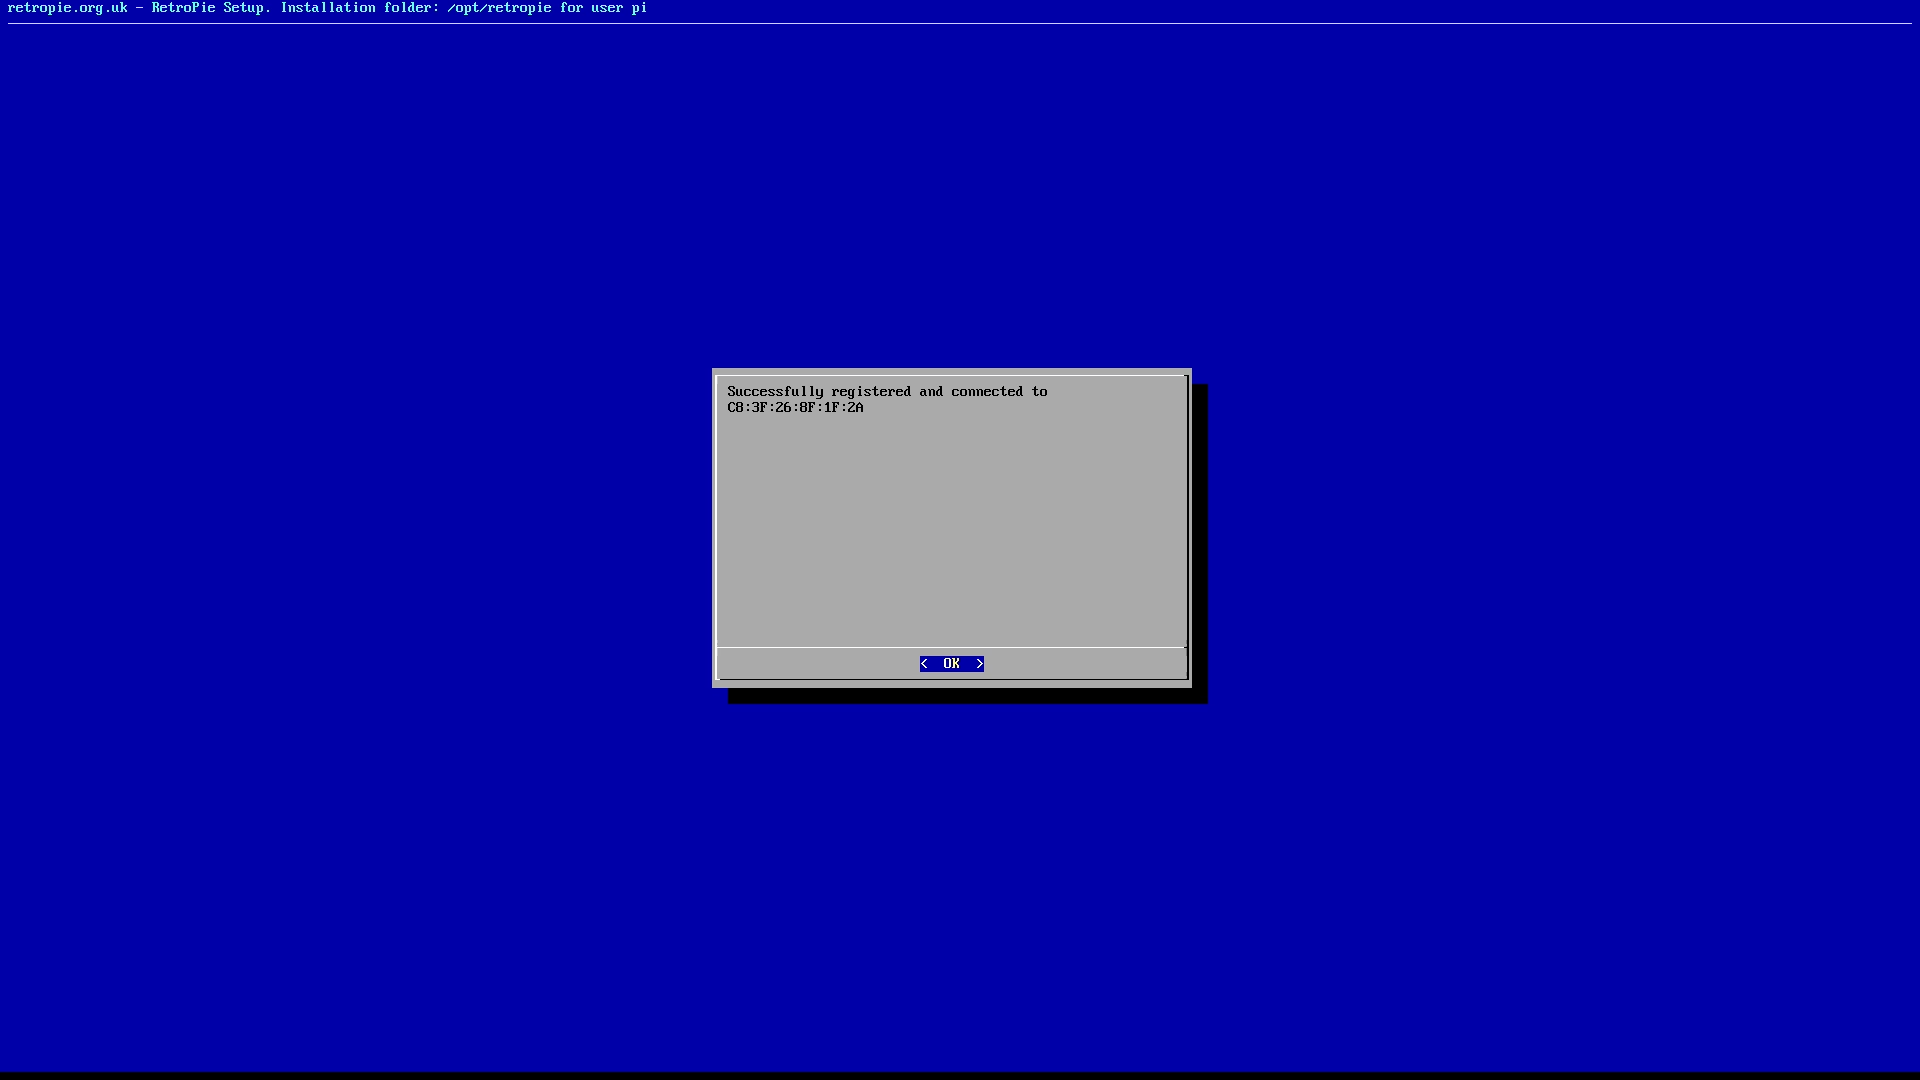 retropie.org.uk - RetroPie Setup. Installation folder: /opt/retropie for user pi
Successfully registered and connected to
C8:3F:26:8F:1F:2A
< OK >